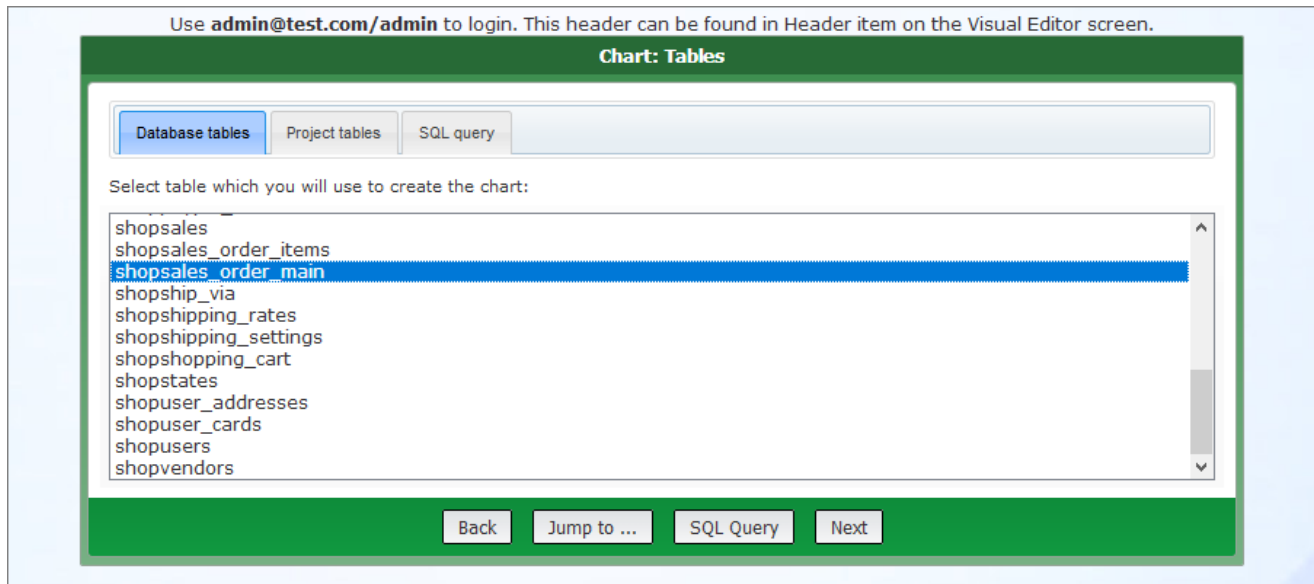 Use admin@test.com/admin to login. This header can be found in Header item on the Visual Editor screen.
Chart: Tables
Database tables Project tables SQL query
Select table which you will use to create the chart:
shopsales
shopsales_order_items
shopsales_order_main
shopship_via
shopshipping_rates
shopshipping_settings
shopshopping_cart
shopstates
shopuser_addresses
shopuser_cards
shopusers
shopvendors
Back Jump to ... SQL Query Next